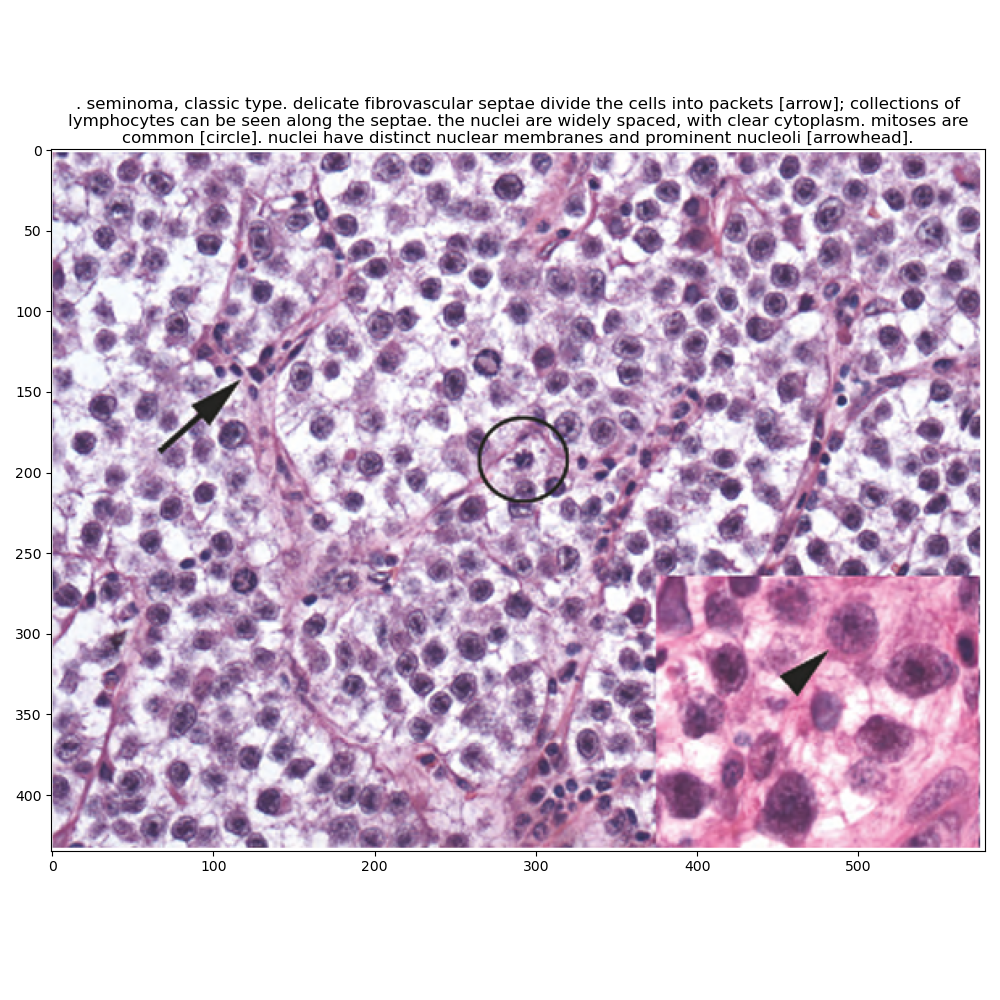 . seminoma, classic type. delicate fibrovascular septae divide the cells into packets [arrow]; collections of
lymphocytes can be seen along the septae. the nuclei are widely spaced, with clear cytoplasm. mitoses are
common [circle]. nuclei have distinct nuclear membranes and prominent nucleoli [arrowhead].
0
50
100
150
200
250
300
350
400
0 100 200 300 400 500